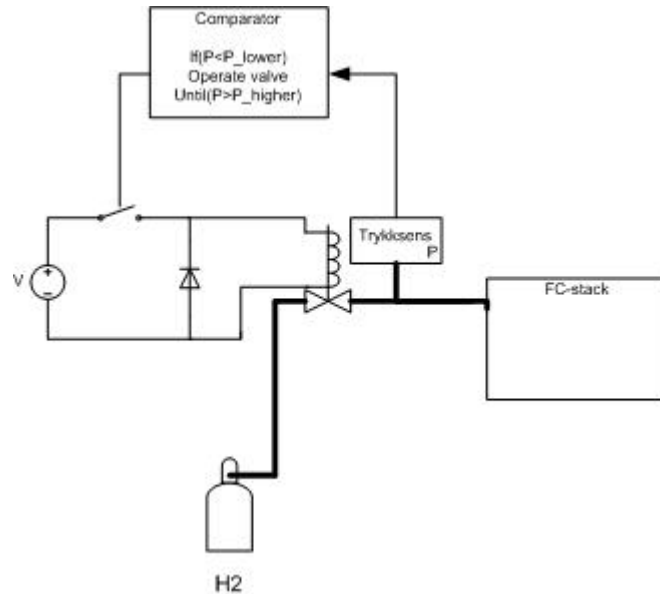 Comparator
If(P<P_lower)
Operate valve
Until(P>P_higher)
Trykksens
P
V
FC-stack
H2